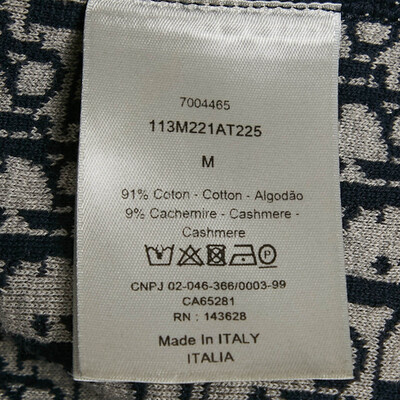 7004465
113M221AT225
M
91% Coton - Cotton - Algodão
9% Cachemire - Cashmere -
Cashmere
P
CNPJ 02-046-366/0003-99
CA65281
RN : 143628
Made In ITALY
ITALIA